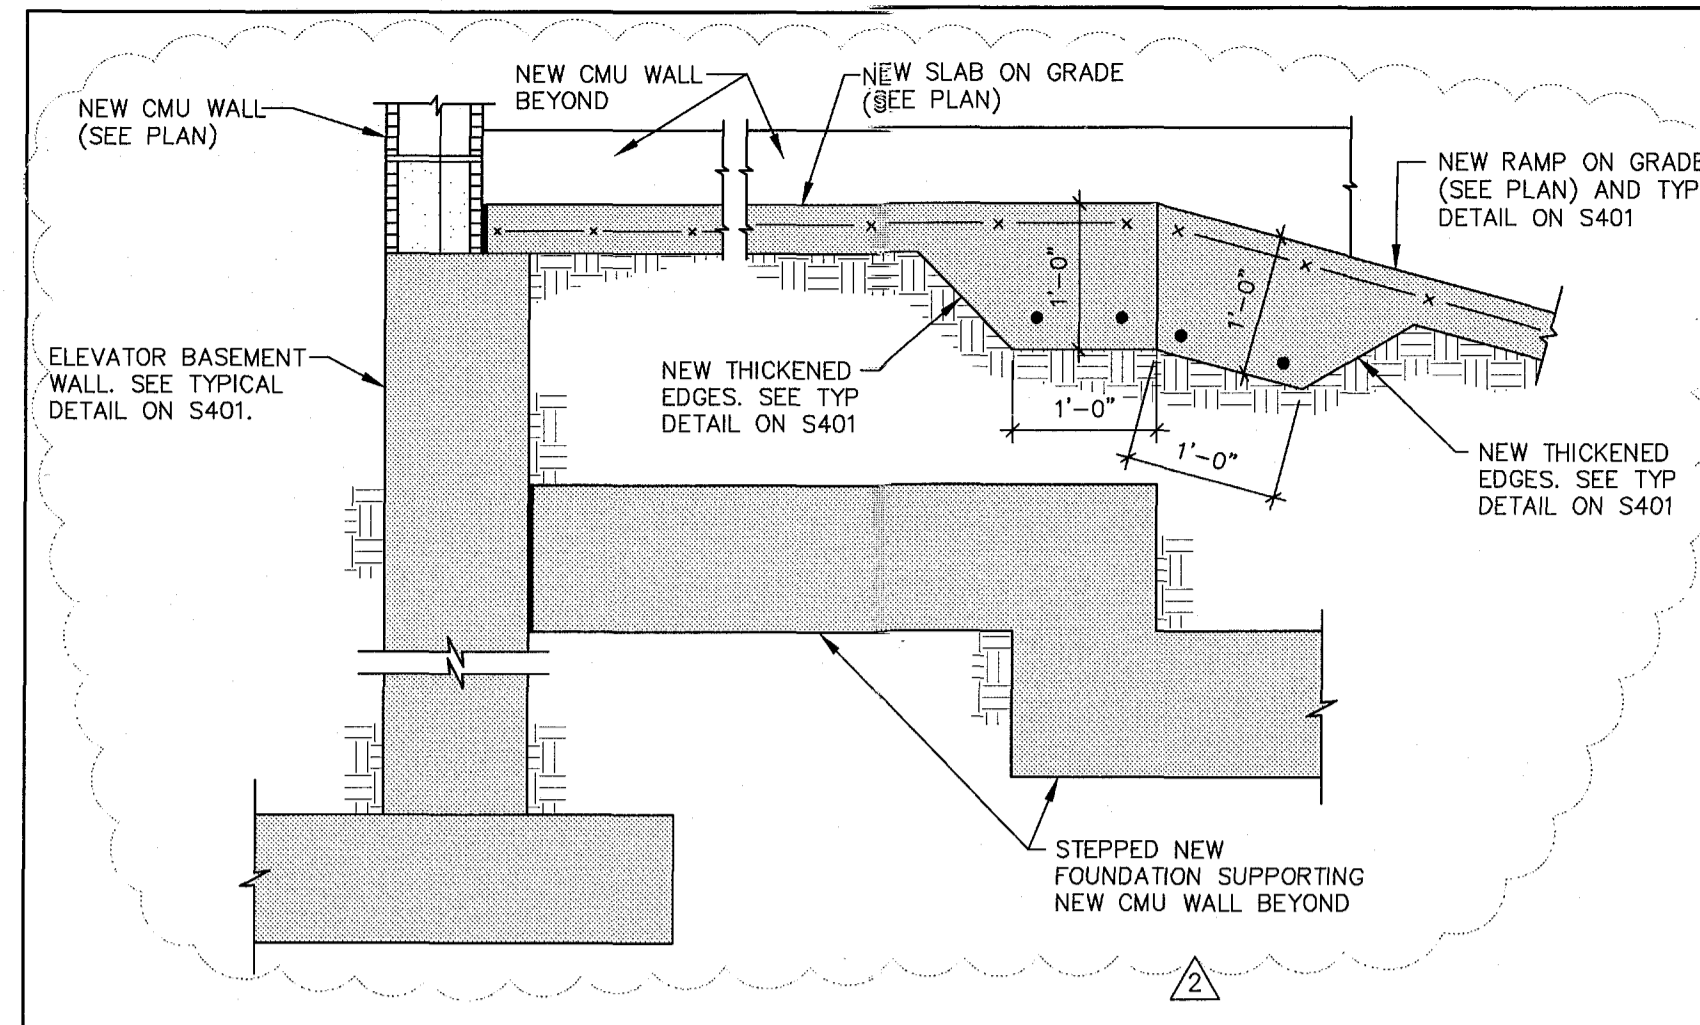 NEW CMU WALL
(SEE PLAN)
NEW CMU WALL
BEYOND
NEW SLAB ON GRADE
(SEE PLAN)
NEW RAMP ON GRADE
(SEE PLAN) AND TYP
DETAIL ON S401
ELEVATOR BASEMENT
WALL. SEE TYPICAL
DETAIL ON S401.
NEW THICKENED
EDGES. SEE TYP
DETAIL ON S401
1'-0"
1'-0"
1'-0"
1'-0"
NEW THICKENED
EDGES. SEE TYP
DETAIL ON S401
STEPPED NEW
FOUNDATION SUPPORTING
NEW CMU WALL BEYOND
2